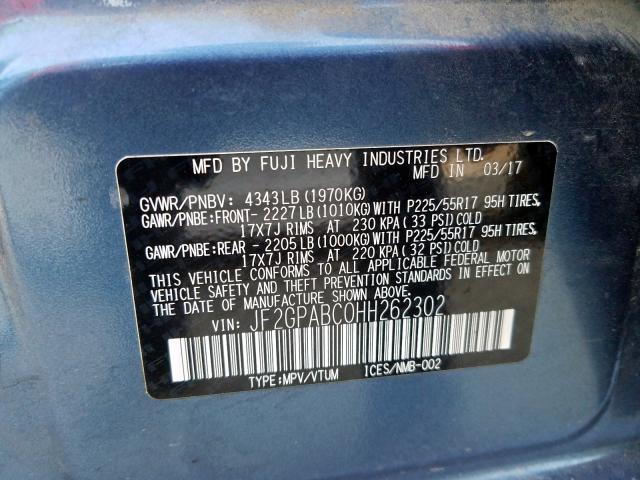 MFD BY FUJI HEAVY INDUSTRIES LTD.
MFD IN 03/17
GVWR/PNBV: 4343LB(1970KG)
GAWR/PNBE:FRONT- 2227LB(1010KG)WITH P225/55R17 95H TIRES,
17X7J RIMS AT 230 KPA(33 PSI)COLD
GAWR/PNBE:REAR - 2205LB(1000KG)WITH P225/55R17 95H TIRES,
17X7J RIMS AT 220 KPA(32 PSI)COLD
THIS VEHICLE CONFORMS TO ALL APPLICABLE FEDERAL MOTOR
VEHICLE SAFETY AND THEFT PREVENTION STANDARDS IN EFFECT ON
THE DATE OF MANUFACTURE SHOWN ABOVE.
VIN: JF2GPABC0HH262302
TYPE:MPV/VTUM ICES/NMB-002